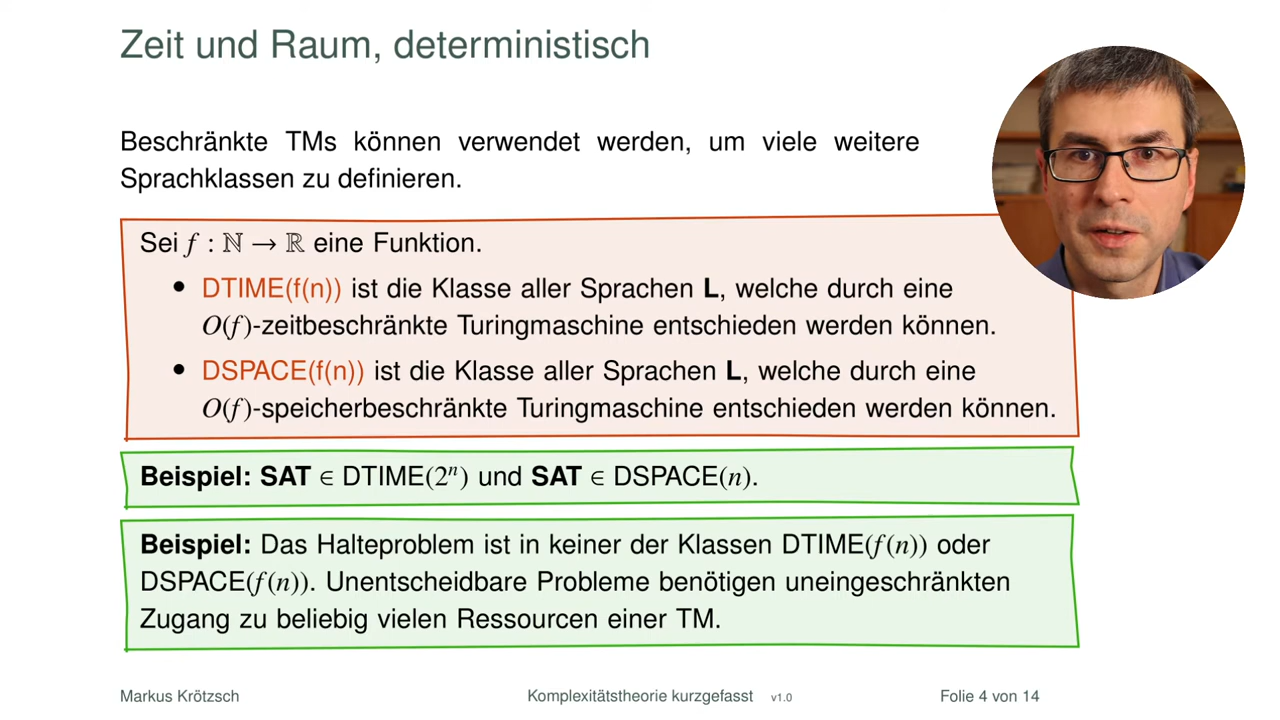 Zeit und Raum, deterministisch
Beschränkte TMs können verwendet werden, um viele weitere
Sprachklassen zu definieren.
Sei f : ℕ → ℝ eine Funktion.
• DTIME(f(n)) ist die Klasse aller Sprachen L, welche durch eine
O(f)-zeitbeschränkte Turingmaschine entschieden werden können.
• DSPACE(f(n)) ist die Klasse aller Sprachen L, welche durch eine
O(f)-speicherbeschränkte Turingmaschine entschieden werden können.
Beispiel: SAT ∈ DTIME(2ⁿ) und SAT ∈ DSPACE(n).
Beispiel: Das Halteproblem ist in keiner der Klassen DTIME(f(n)) oder
DSPACE(f(n)). Unentscheidbare Probleme benötigen uneingeschränkten
Zugang zu beliebig vielen Ressourcen einer TM.
Markus Krötzsch Komplexitätstheorie kurzgefasst v1.0 Folie 4 von 14